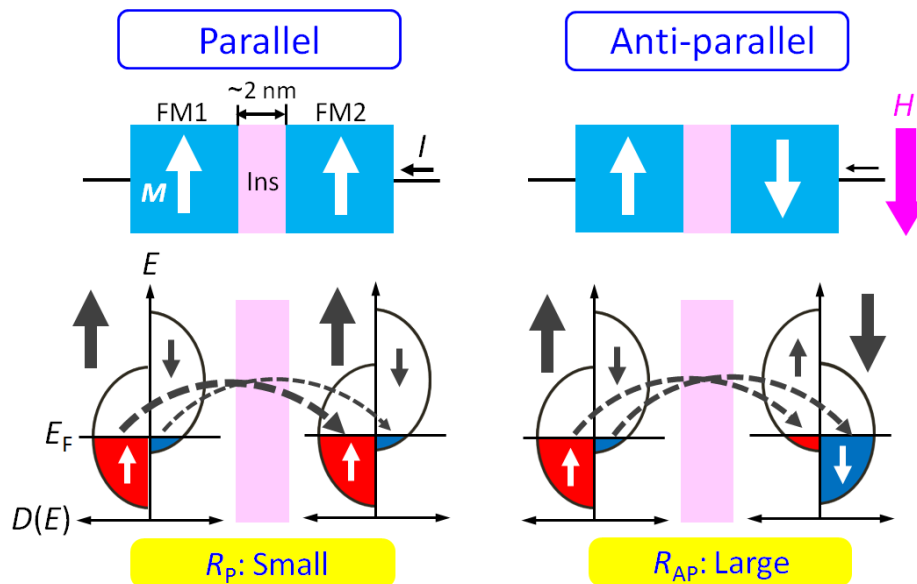 Parallel
Anti-parallel
~2 nm
FM1
FM2
I
H
M
Ins
E
E_F
D(E)
R_P: Small
R_AP: Large